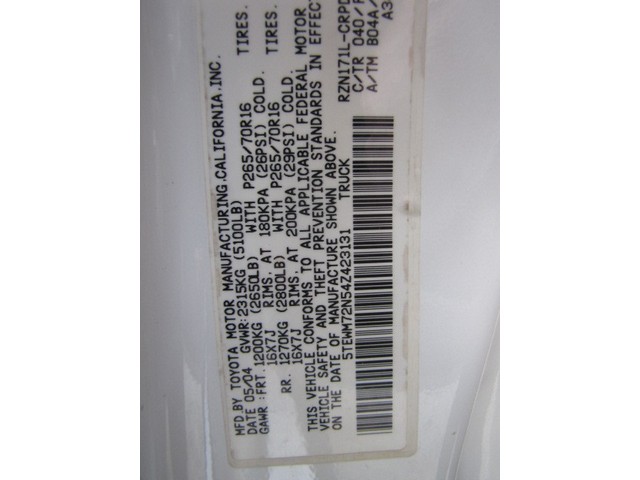 MFD.BY TOYOTA MOTOR MANUFACTURING,CALIFORNIA,INC.
DATE 05/04 GVWR:2315KG (5100LB)
GAWR :FRT.1200KG (2650LB) WITH P265/70R16 TIRES.
16X7J RIMS. AT 180KPA (26PSI) COLD.
RR. 1270KG (2800LB) WITH P265/70R16 TIRES.
16X7J RIMS. AT 200KPA (29PSI) COLD.
THIS VEHICLE CONFORMS TO ALL APPLICABLE FEDERAL MOTOR
VEHICLE SAFETY AND THEFT PREVENTION STANDARDS IN EFFECT
ON THE DATE OF MANUFACTURE SHOWN ABOVE.
5TEWM72N54Z423131 TRUCK
RZN171L-CRPD
C/TR 040/F
A/TM B04A/
A3